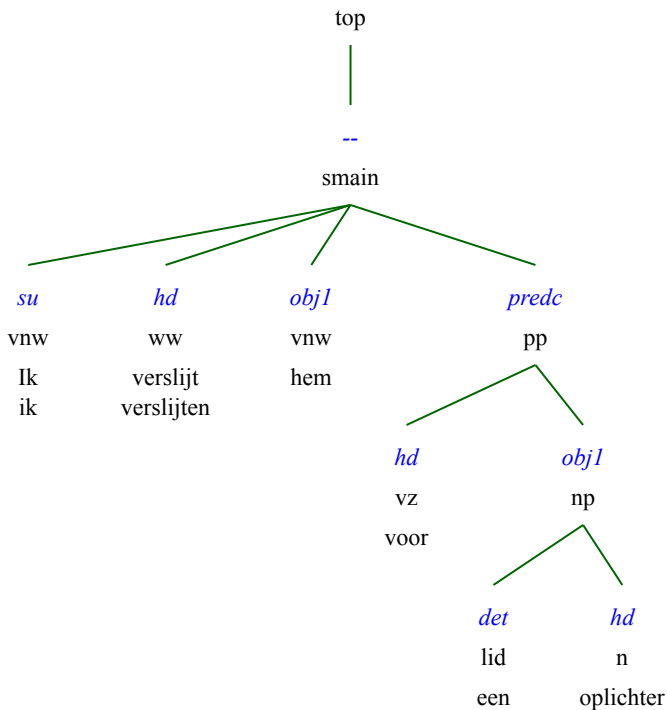 top
--
smain
su hd obj1 predc
vnw ww vnw pp
Ik verslijt hem
ik verslijten
hd obj1
vz np
voor
det hd
lid n
een oplichter